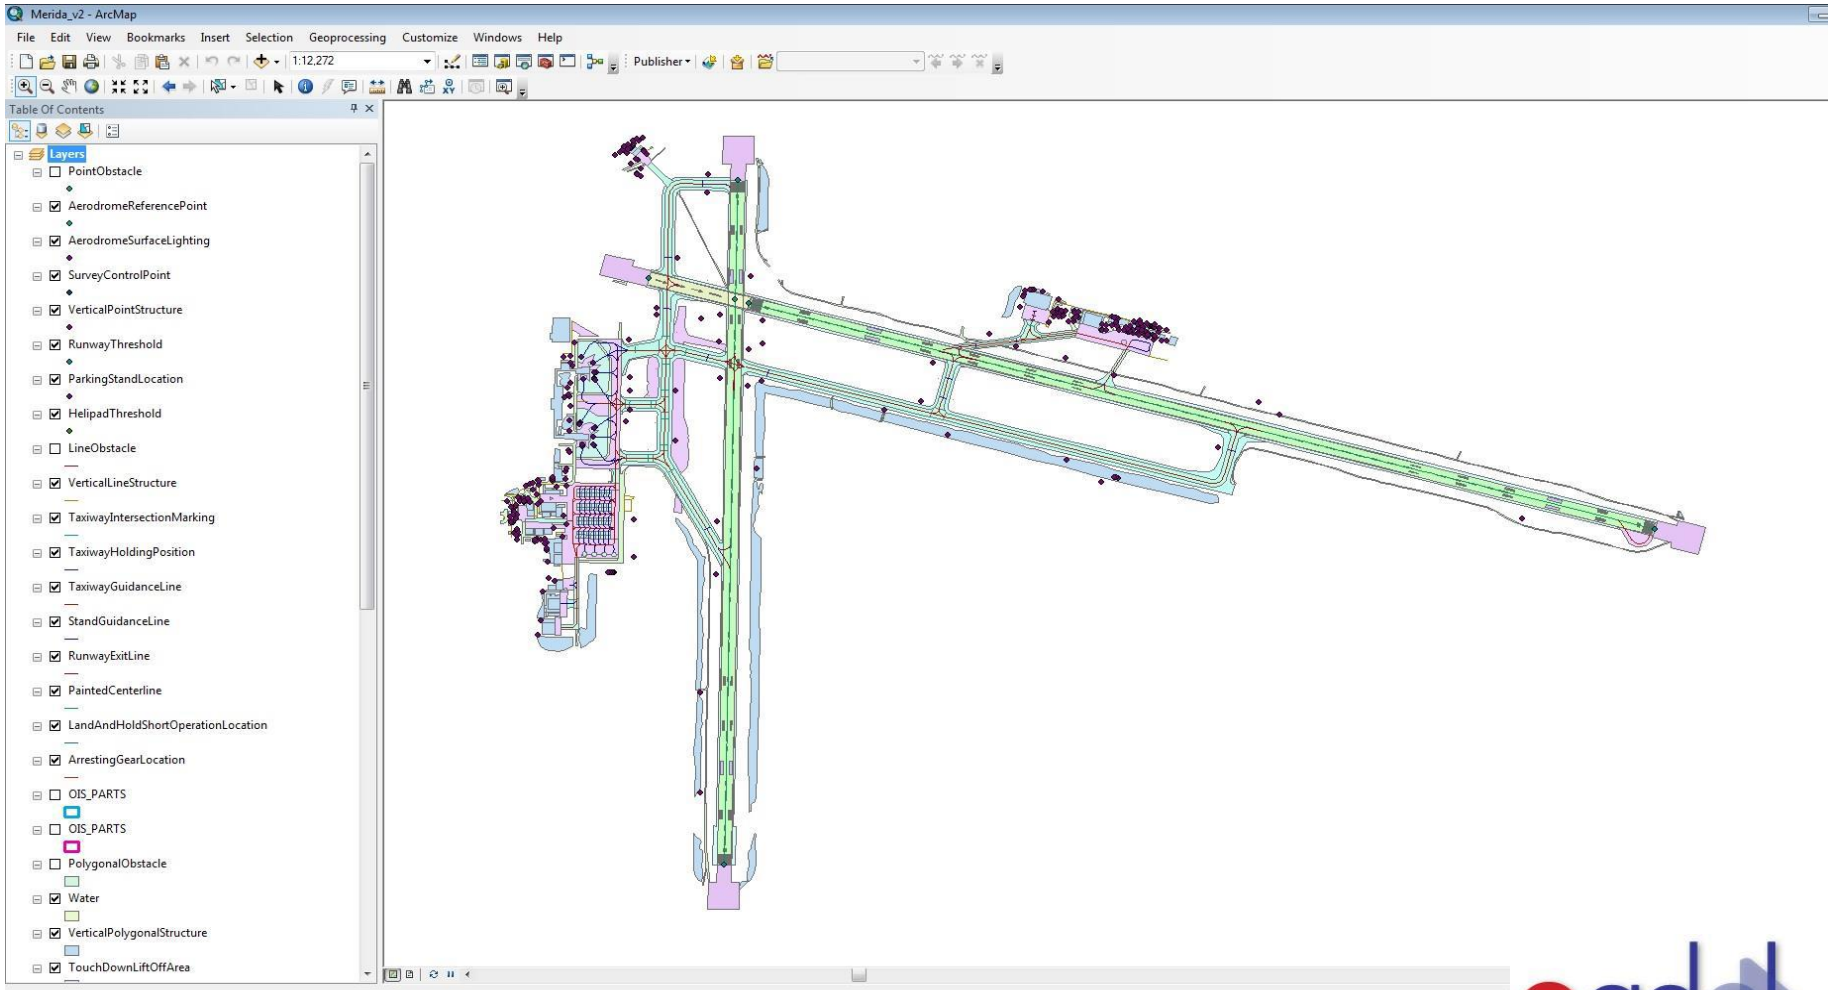 Merida_v2 - ArcMap
File Edit View Bookmarks Insert Selection Geoprocessing Customize Windows Help
1:12,272 Publisher
Table Of Contents
Layers
PointObstacle
AerodromeReferencePoint
AerodromeSurfaceLighting
SurveyControlPoint
VerticalPointStructure
RunwayThreshold
ParkingStandLocation
HelipadThreshold
LineObstacle
VerticalLineStructure
TaxiwayIntersectionMarking
TaxiwayHoldingPosition
TaxiwayGuidanceLine
StandGuidanceLine
RunwayExitLine
PaintedCenterline
LandAndHoldShortOperationLocation
ArrestingGearLocation
OIS_PARTS
OIS_PARTS
PolygonalObstacle
Water
VerticalPolygonalStructure
TouchDownLiftOffArea